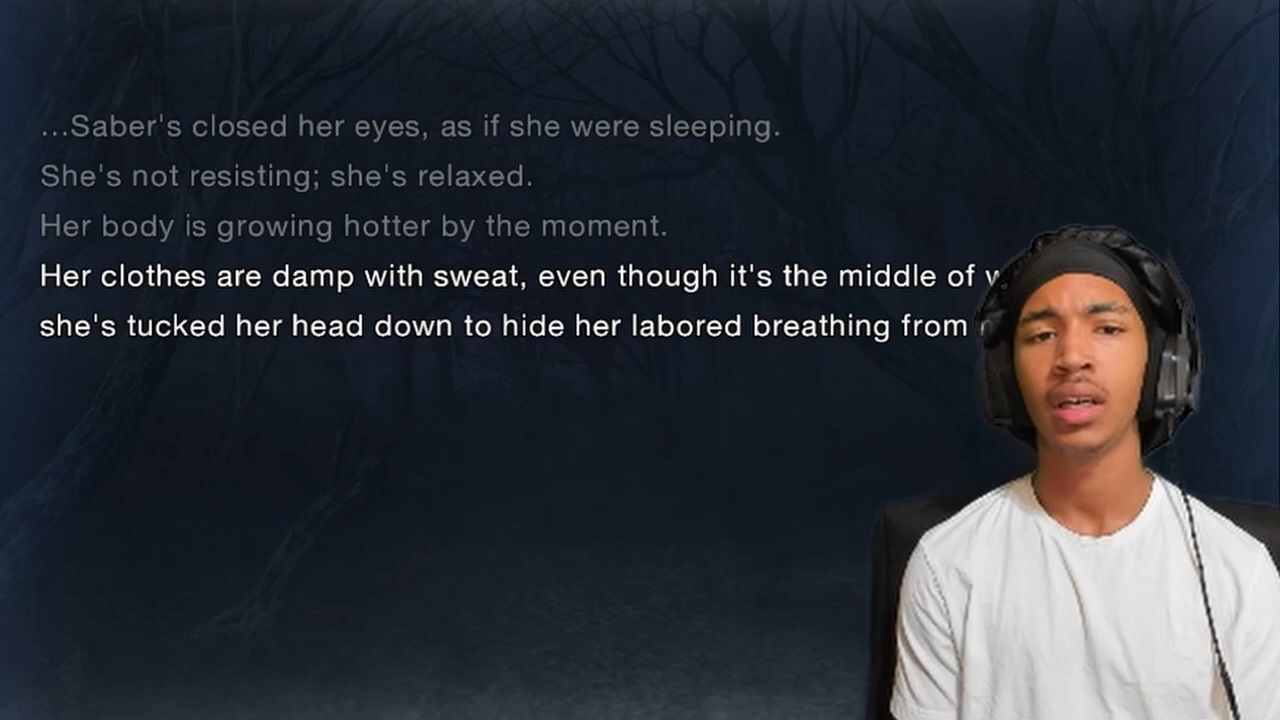 ...Saber's closed her eyes, as if she were sleeping.
She's not resisting; she's relaxed.
Her body is growing hotter by the moment.
Her clothes are damp with sweat, even though it's the middle of
she's tucked her head down to hide her labored breathing from